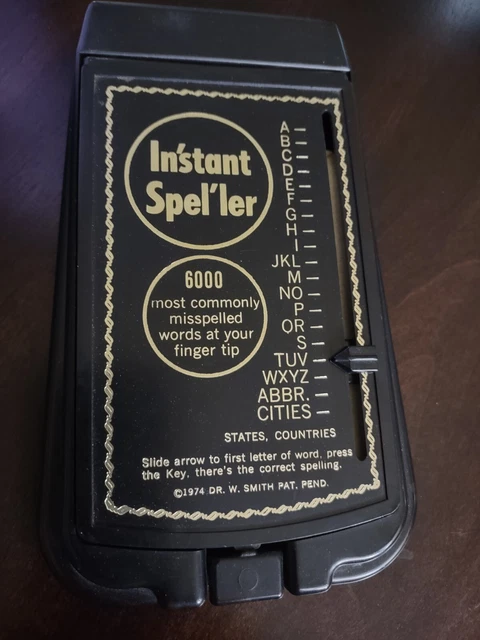 In'stant
Spel'ler
6000
most commonly
misspelled
words at your
finger tip
A
B
C
D
E
F
G
H
I
JKL
M
NO
P
QR
S
TUV
WXYZ
ABBR.
CITIES
STATES, COUNTRIES
Slide arrow to first letter of word, press
the Key, there's the correct spelling.
©1974 DR. W. SMITH PAT. PEND.